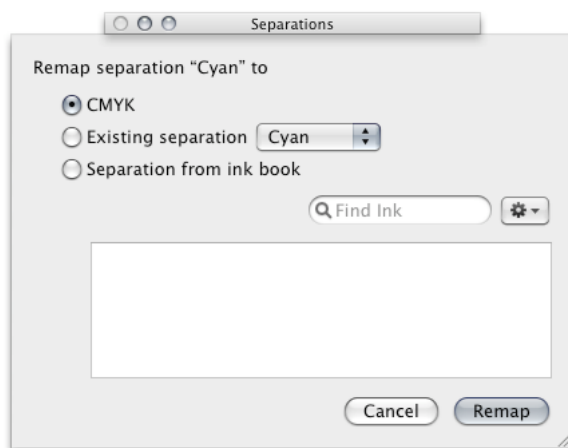 Separations
Remap separation “Cyan” to
CMYK
Existing separation Cyan
Separation from ink book
Find Ink
Cancel Remap